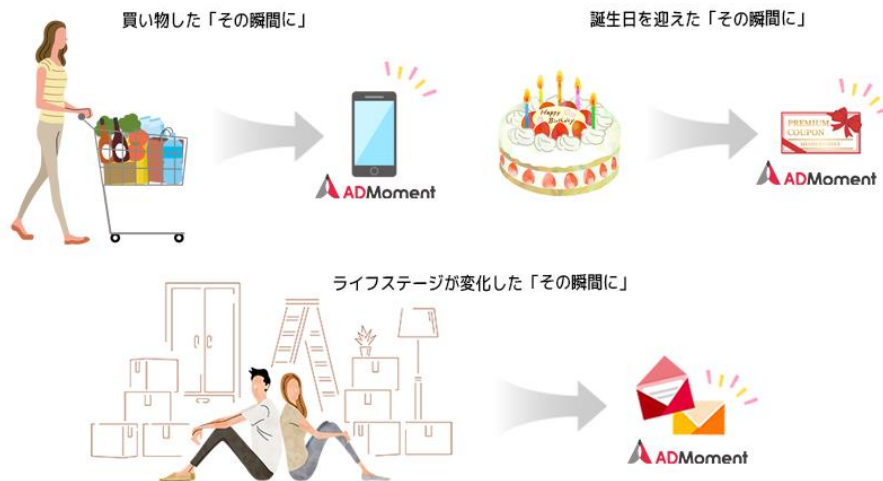 買い物した「その瞬間に」
誕生日を迎えた「その瞬間に」
Happy
Birthday
PREMIUM
COUPON
ADMoment
ADMoment
ライフステージが変化した「その瞬間に」
ADMoment